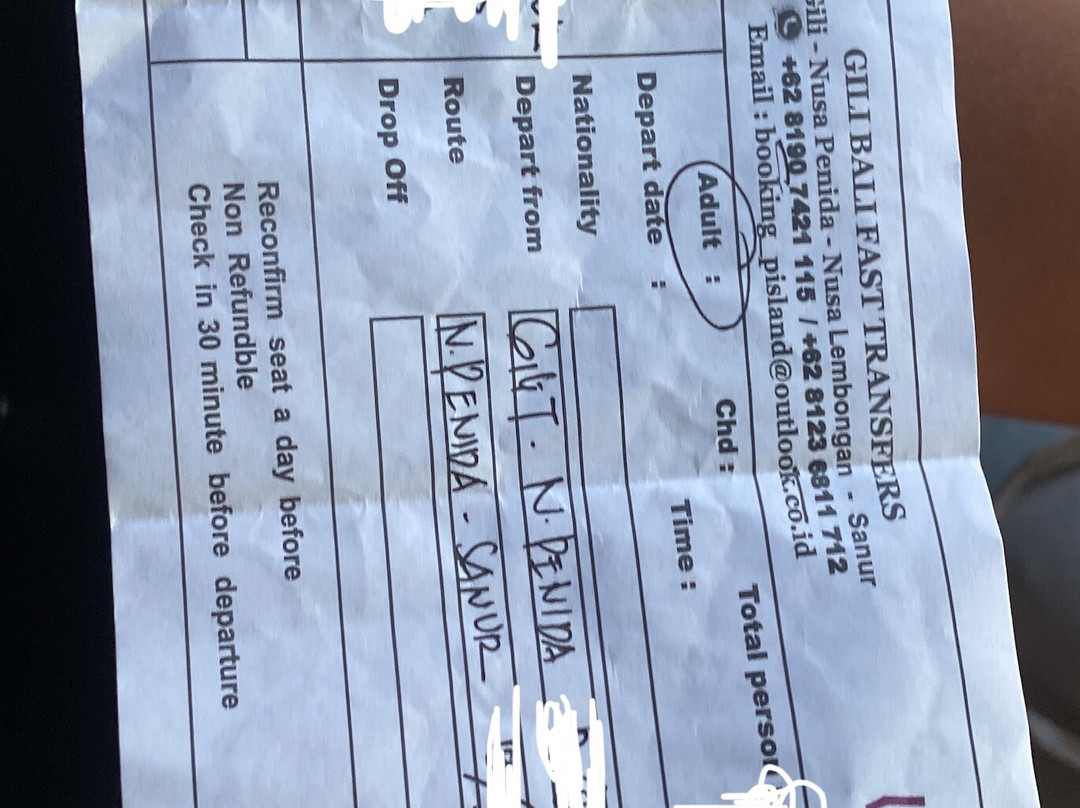 GILI BALI FAST TRANSFERS
Gili - Nusa Penida - Nusa Lembongan - Sanur
+62 8190 7421 115 / +62 8123 6811 712
Email : booking_pisland@outlook.co.id
Adult : Chd : Total person
Depart date : Time :
Nationality
Depart from GILIT. N. PENIDA
Route N. PENIDA - SANUR
Drop Off
Reconfirm seat a day before
Non Refundble
Check in 30 minute before departure